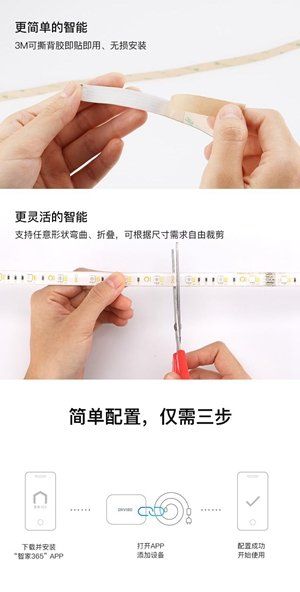 更简单的智能
3M可撕背胶即贴即用、无损安装
更灵活的智能
支持任意形状弯曲、折叠，可根据尺寸需求自由裁剪
简单配置，仅需三步
下载并安装
“智家365” APP
打开APP
添加设备
配置成功
开始使用